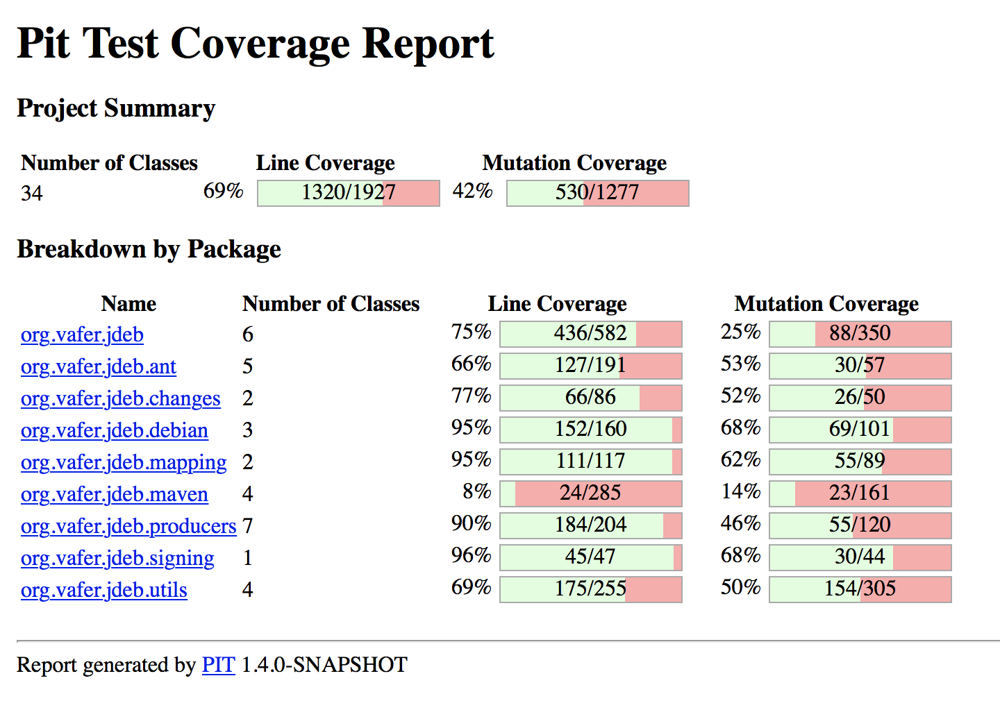 Pit Test Coverage Report
Project Summary
Number of Classes Line Coverage Mutation Coverage
34 69% 1320/1927 42% 530/1277
Breakdown by Package
Name Number of Classes Line Coverage Mutation Coverage
org.vafer.jdeb 6 75% 436/582 25% 88/350
org.vafer.jdeb.ant 5 66% 127/191 53% 30/57
org.vafer.jdeb.changes 2 77% 66/86 52% 26/50
org.vafer.jdeb.debian 3 95% 152/160 68% 69/101
org.vafer.jdeb.mapping 2 95% 111/117 62% 55/89
org.vafer.jdeb.maven 4 8% 24/285 14% 23/161
org.vafer.jdeb.producers 7 90% 184/204 46% 55/120
org.vafer.jdeb.signing 1 96% 45/47 68% 30/44
org.vafer.jdeb.utils 4 69% 175/255 50% 154/305
Report generated by PIT 1.4.0-SNAPSHOT